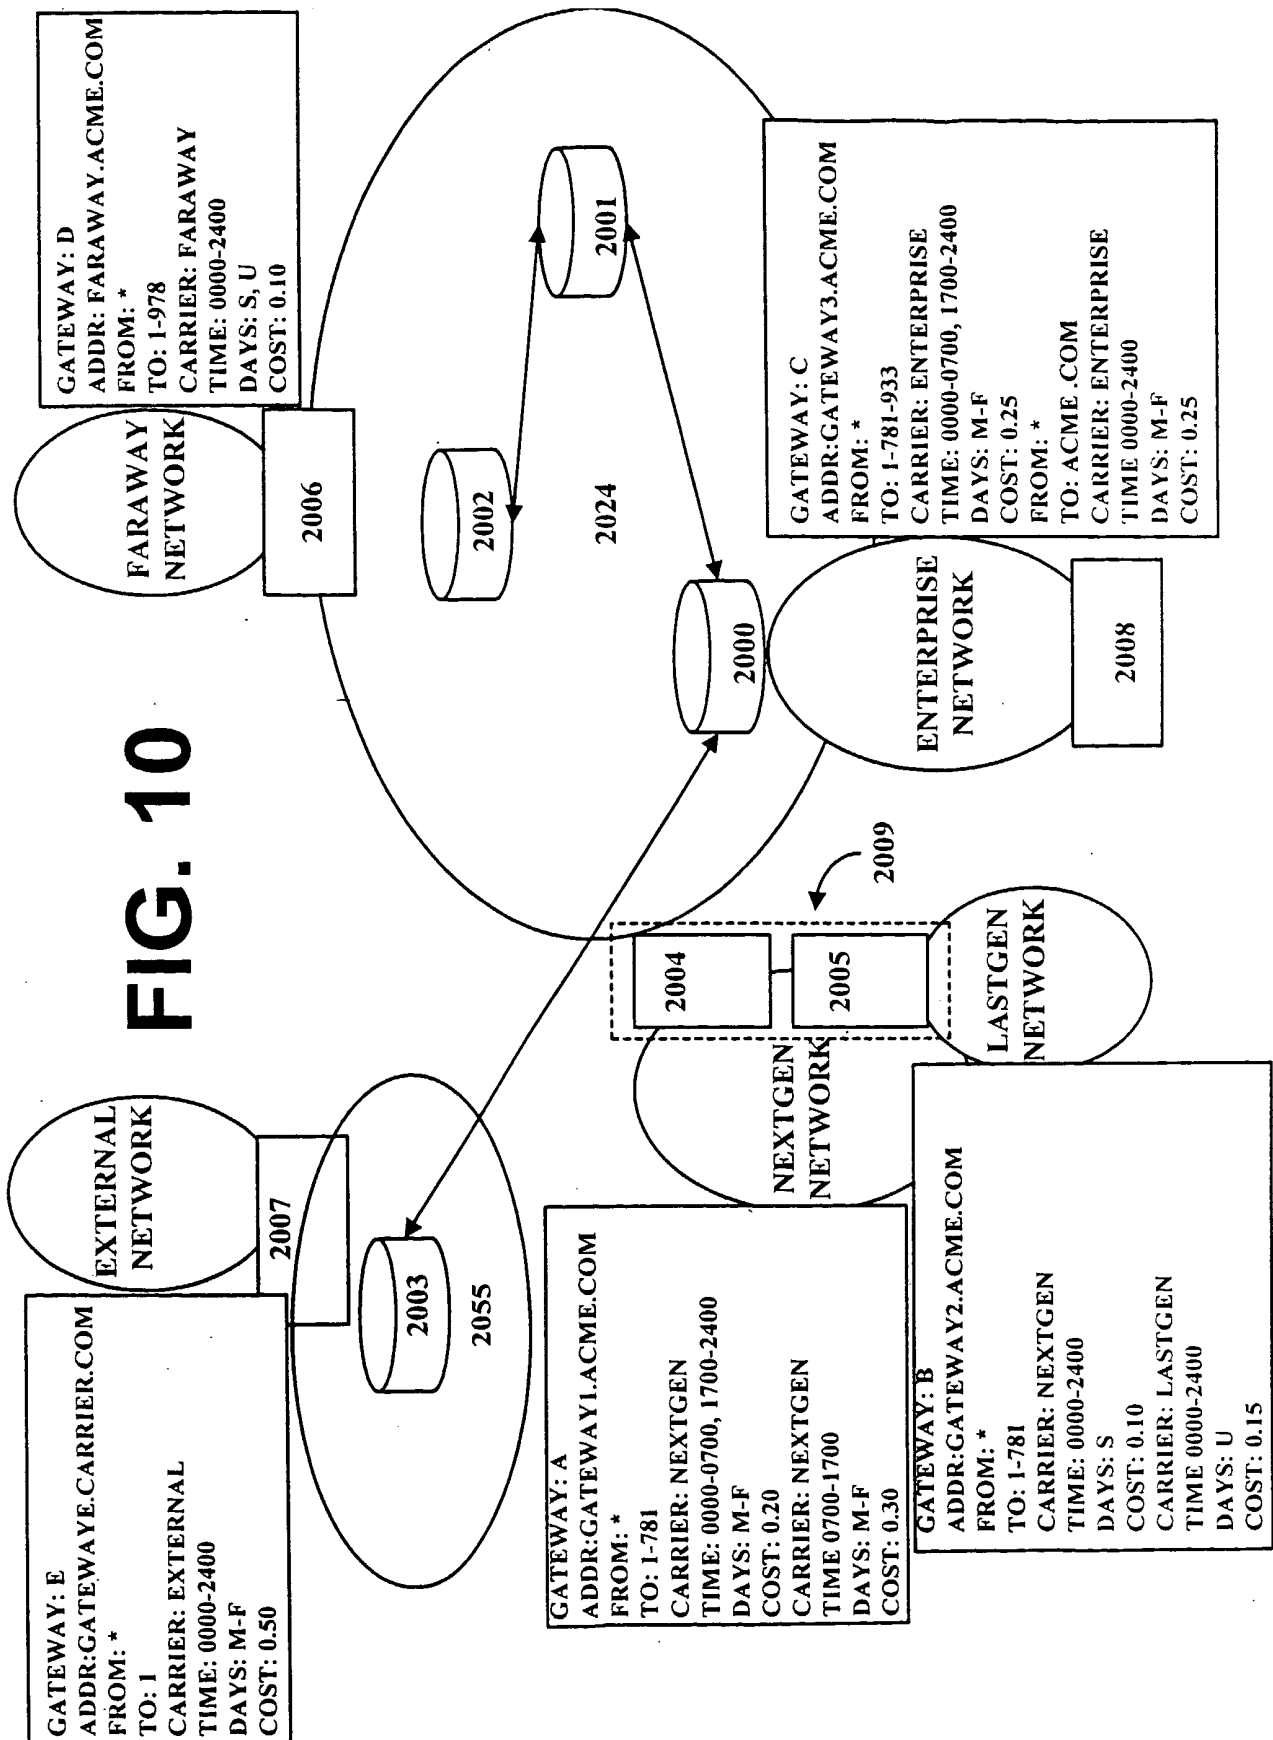 FIG. 10
GATEWAY: E
ADDR:GATEWAYE.CARRIER.COM
FROM: *
TO: 1
CARRIER: EXTERNAL
TIME: 0000-2400
DAYS: M-F
COST: 0.50
EXTERNAL
NETWORK
2007
2003
2055
FARAWAY
NETWORK
2006
GATEWAY: D
ADDR: FARAWAY.ACME.COM
FROM: *
TO: 1-978
CARRIER: FARAWAY
TIME: 0000-2400
DAYS: S, U
COST: 0.10
2002
2024
2001
2000
GATEWAY: A
ADDR:GATEWAY1.ACME.COM
FROM: *
TO: 1-781
CARRIER: NEXTGEN
TIME: 0000-0700, 1700-2400
DAYS: M-F
COST: 0.20
CARRIER: NEXTGEN
TIME 0700-1700
DAYS: M-F
COST: 0.30
NEXTGEN
NETWORK
2004
2005
2009
LASTGEN
NETWORK
GATEWAY: B
ADDR:GATEWAY2.ACME.COM
FROM: *
TO: 1-781
CARRIER: NEXTGEN
TIME: 0000-2400
DAYS: S
COST: 0.10
CARRIER: LASTGEN
TIME 0000-2400
DAYS: U
COST: 0.15
ENTERPRISE
NETWORK
2008
GATEWAY: C
ADDR:GATEWAY3.ACME.COM
FROM: *
TO: 1-781-933
CARRIER: ENTERPRISE
TIME: 0000-0700, 1700-2400
DAYS: M-F
COST: 0.25
FROM: *
TO: ACME.COM
CARRIER: ENTERPRISE
TIME 0000-2400
DAYS: M-F
COST: 0.25